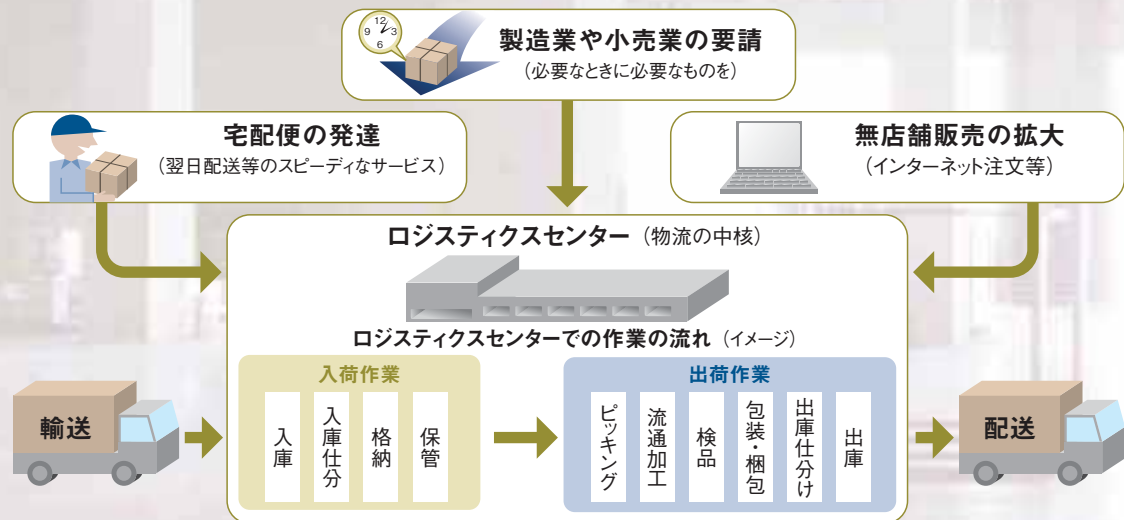 12
9
3
6
製造業や小売業の要請
（必要なときに必要なものを）
宅配便の発達
（翌日配送等のスピーディなサービス）
無店舗販売の拡大
（インターネット注文等）
ロジスティクスセンター（物流の中核）
ロジスティクスセンターでの作業の流れ（イメージ）
入荷作業
出荷作業
輸送
入庫
入庫仕分
格納
保管
ピッキング
流通加工
検品
包装・梱包
出庫仕分け
出庫
配送